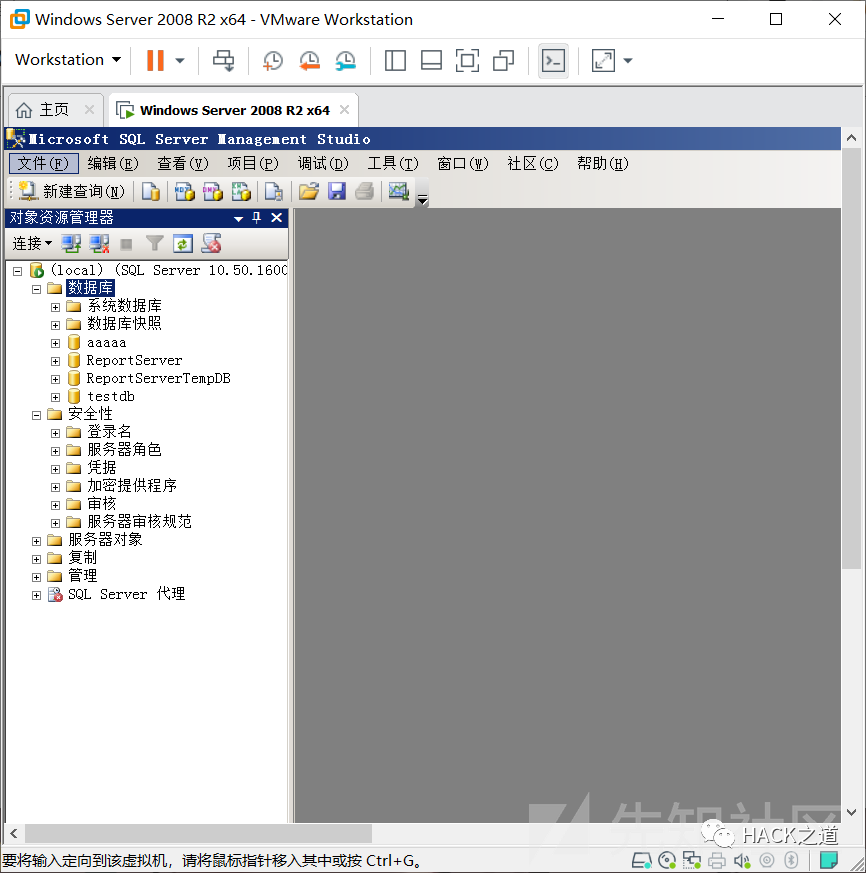 Windows Server 2008 R2 x64 - VMware Workstation
Workstation
主页
Windows Server 2008 R2 x64
Microsoft SQL Server Management Studio
文件(F) 编辑(E) 查看(V) 项目(P) 调试(D) 工具(T) 窗口(W) 社区(C) 帮助(H)
新建查询(N)
对象资源管理器
连接
(local) (SQL Server 10.50.1600
数据库
系统数据库
数据库快照
aaaaa
ReportServer
ReportServerTempDB
testdb
安全性
登录名
服务器角色
凭据
加密提供程序
审核
服务器审核规范
服务器对象
复制
管理
SQL Server 代理
先知社区
HACK之道
要将输入定向到该虚拟机，请将鼠标指针移入其中或按 Ctrl+G。